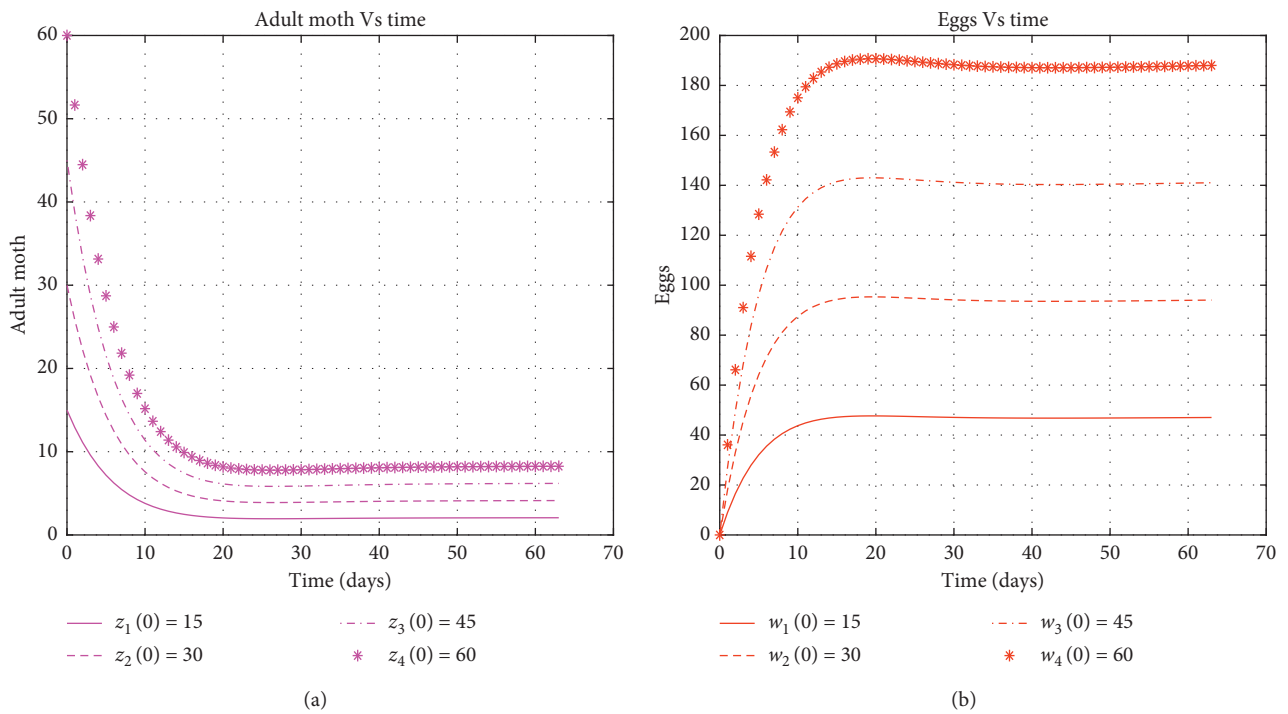 Adult moth Vs time
60
50
40
30
20
10
0
Adult moth
0 10 20 30 40 50 60 70
Time (days)
z1 (0) = 15
z2 (0) = 30
z3 (0) = 45
z4 (0) = 60
(a)
Eggs Vs time
200
180
160
140
120
100
80
60
40
20
0
Eggs
0 10 20 30 40 50 60 70
Time (days)
w1 (0) = 15
w2 (0) = 30
w3 (0) = 45
w4 (0) = 60
(b)